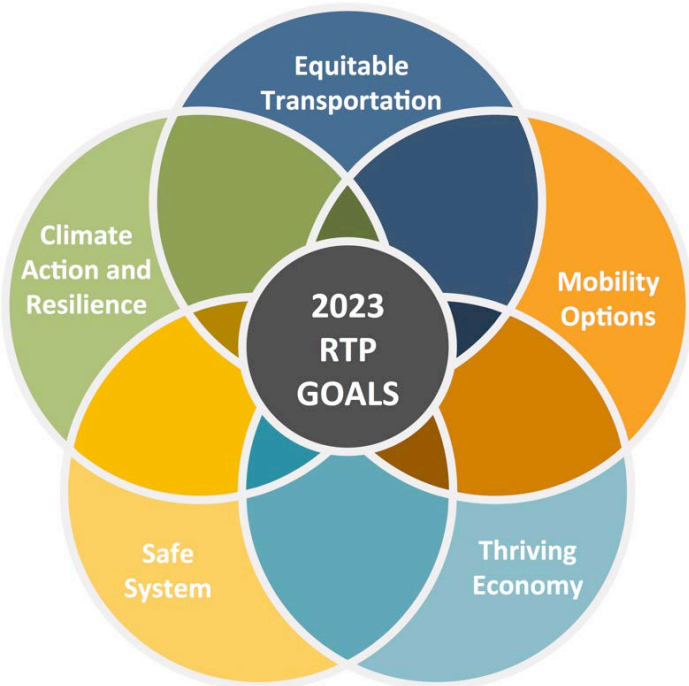 Equitable
Transportation
Climate
Action and
Resilience
Mobility
Options
2023
RTP
GOALS
Safe
System
Thriving
Economy